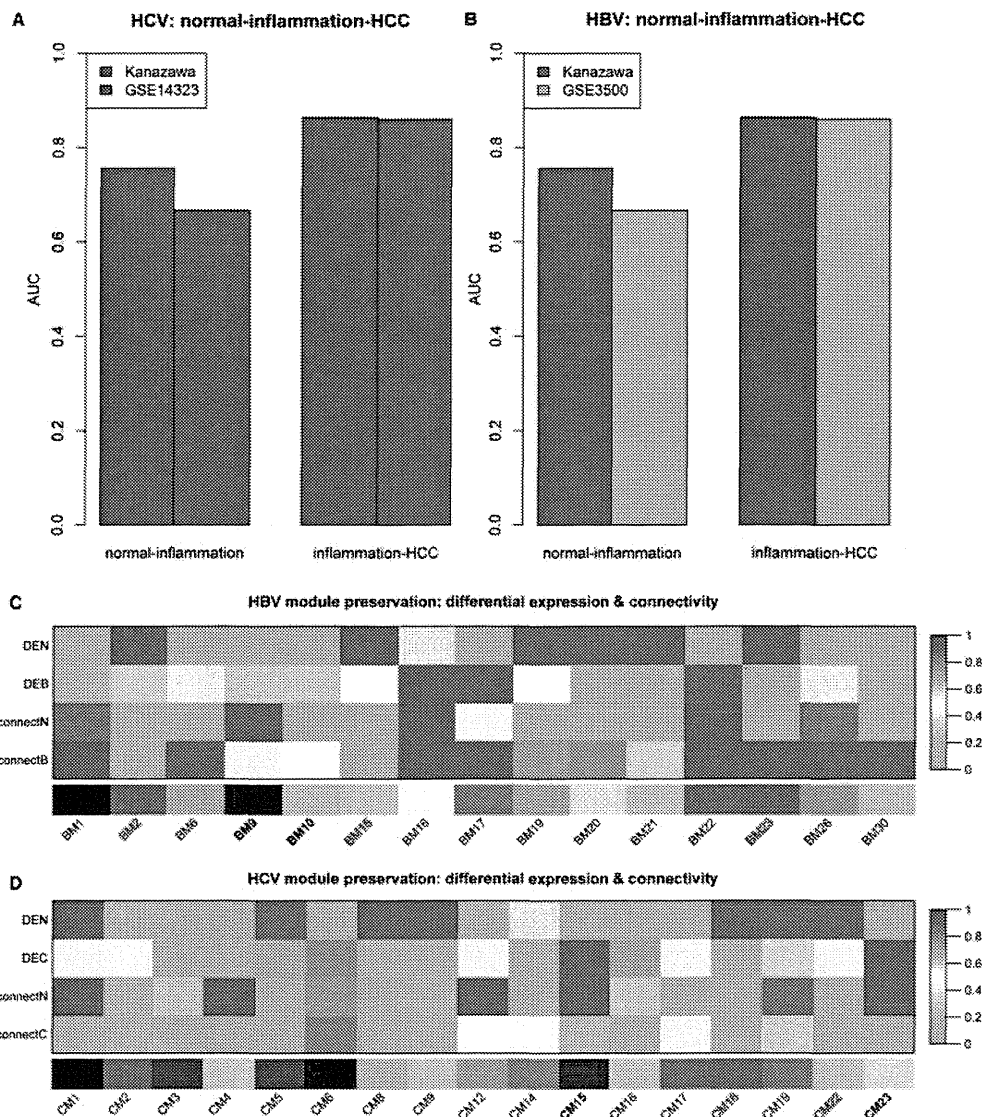 A
HCV: normal-inflammation-HCC
Kanazawa
GSE14323
AUC
1.0
0.8
0.6
0.4
0.2
0.0
normal-inflammation
inflammation-HCC
B
HBV: normal-inflammation-HCC
Kanazawa
GSE3500
AUC
1.0
0.8
0.6
0.4
0.2
0.0
normal-inflammation
inflammation-HCC
C
HBV module preservation: differential expression & connectivity
DEN
DEB
connectN
connectB
1
0.8
0.6
0.4
0.2
0
BM1 BM2 BM6 BM9 BM10 BM15 BM16 BM17 BM19 BM20 BM21 BM22 BM23 BM26 BM30
D
HCV module preservation: differential expression & connectivity
DEN
DEC
connectN
connectC
1
0.8
0.6
0.4
0.2
0
CM1 CM2 CM3 CM4 CM5 CM6 CM8 CM9 CM12 CM14 CM15 CM16 CM17 CM18 CM19 CM22 CM23